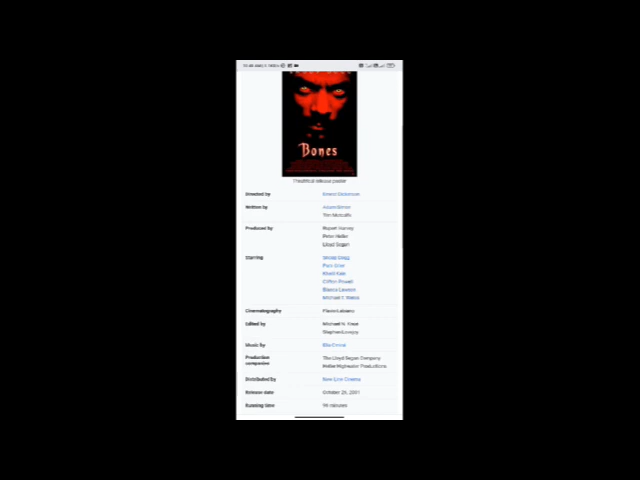 Bones
Theatrical release poster
Directed by
Ernest Dickerson
Written by
Adam Simon
Tim Metcalfe
Produced by
Rupert Harvey
Peter Heller
Lloyd Segan
Starring
Snoop Dogg
Pam Grier
Khalil Kain
Clifton Powell
Bianca Lawson
Michael T. Weiss
Cinematography
Flavio Labiano
Edited by
Michael N. Knue
Stephen Lovejoy
Music by
Elia Cmiral
Production
companies
The Lloyd Segan Company
Heller Highwater Productions
Distributed by
New Line Cinema
Release date
October 26, 2001
Running time
minutes